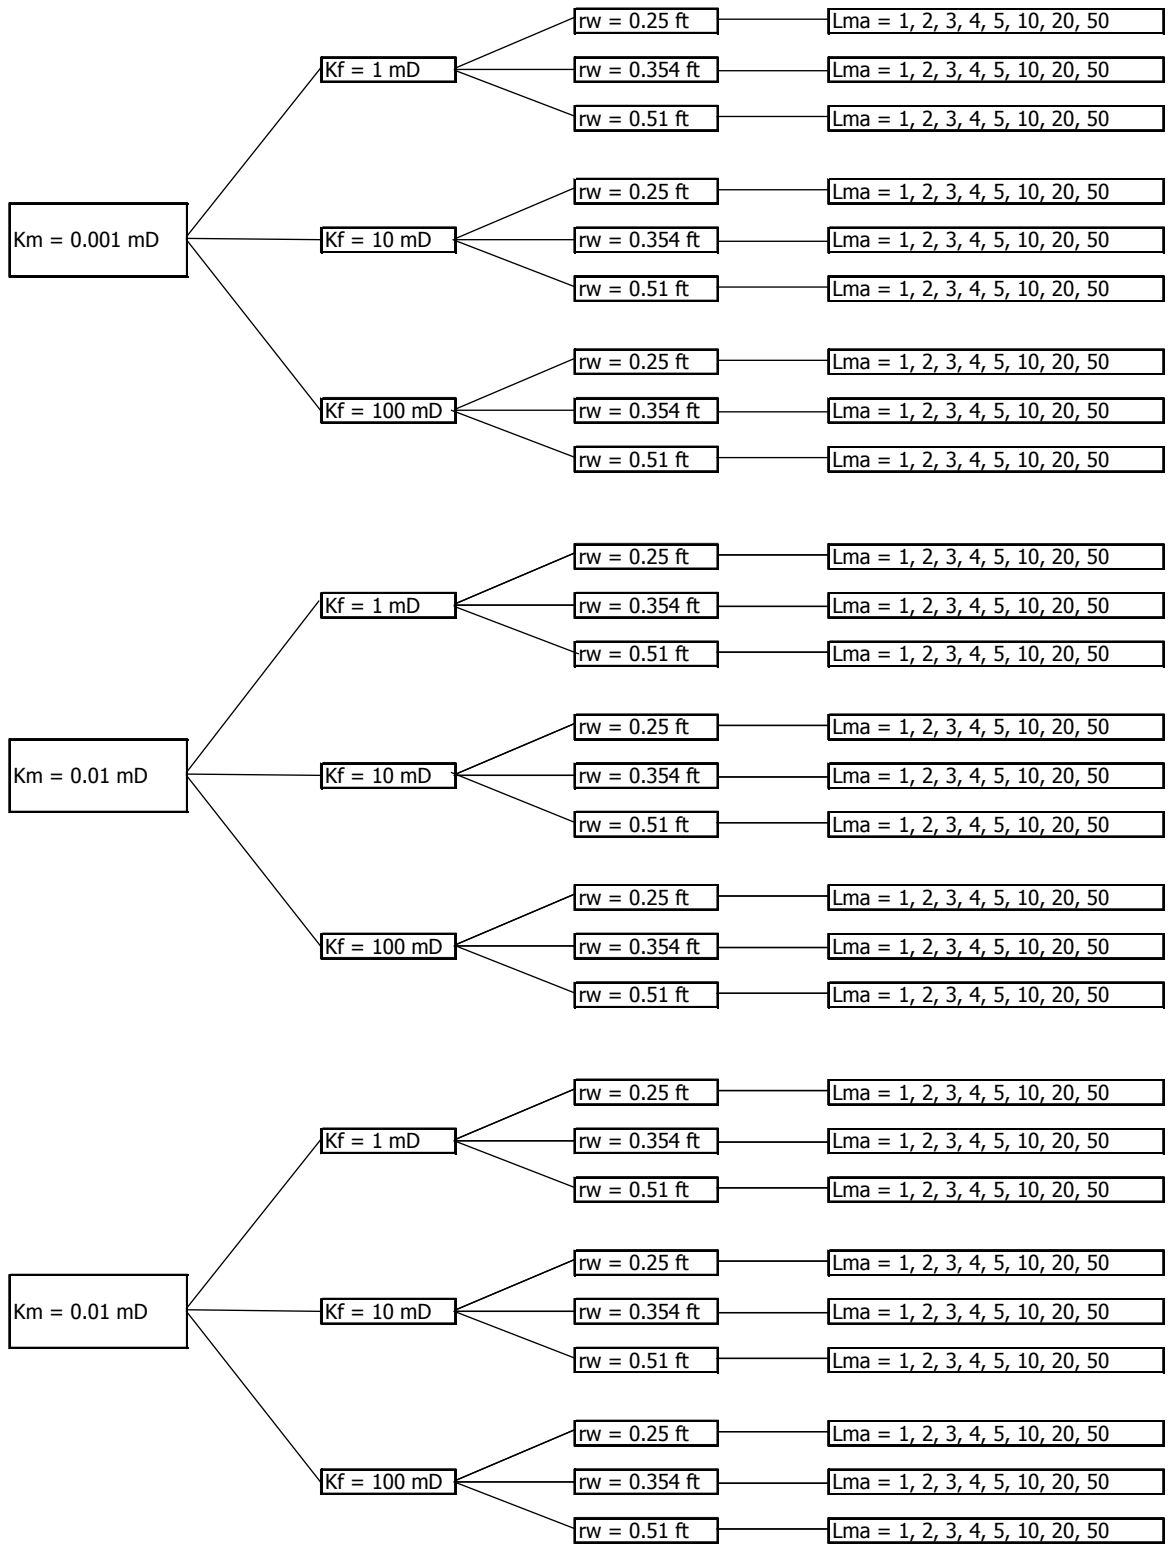 rw = 0.25 ft Lma = 1, 2, 3, 4, 5, 10, 20, 50
Kf = 1 mD rw = 0.354 ft Lma = 1, 2, 3, 4, 5, 10, 20, 50
rw = 0.51 ft Lma = 1, 2, 3, 4, 5, 10, 20, 50
rw = 0.25 ft Lma = 1, 2, 3, 4, 5, 10, 20, 50
Km = 0.001 mD Kf = 10 mD rw = 0.354 ft Lma = 1, 2, 3, 4, 5, 10, 20, 50
rw = 0.51 ft Lma = 1, 2, 3, 4, 5, 10, 20, 50
rw = 0.25 ft Lma = 1, 2, 3, 4, 5, 10, 20, 50
Kf = 100 mD rw = 0.354 ft Lma = 1, 2, 3, 4, 5, 10, 20, 50
rw = 0.51 ft Lma = 1, 2, 3, 4, 5, 10, 20, 50
rw = 0.25 ft Lma = 1, 2, 3, 4, 5, 10, 20, 50
Kf = 1 mD rw = 0.354 ft Lma = 1, 2, 3, 4, 5, 10, 20, 50
rw = 0.51 ft Lma = 1, 2, 3, 4, 5, 10, 20, 50
rw = 0.25 ft Lma = 1, 2, 3, 4, 5, 10, 20, 50
Km = 0.01 mD Kf = 10 mD rw = 0.354 ft Lma = 1, 2, 3, 4, 5, 10, 20, 50
rw = 0.51 ft Lma = 1, 2, 3, 4, 5, 10, 20, 50
rw = 0.25 ft Lma = 1, 2, 3, 4, 5, 10, 20, 50
Kf = 100 mD rw = 0.354 ft Lma = 1, 2, 3, 4, 5, 10, 20, 50
rw = 0.51 ft Lma = 1, 2, 3, 4, 5, 10, 20, 50
rw = 0.25 ft Lma = 1, 2, 3, 4, 5, 10, 20, 50
Kf = 1 mD rw = 0.354 ft Lma = 1, 2, 3, 4, 5, 10, 20, 50
rw = 0.51 ft Lma = 1, 2, 3, 4, 5, 10, 20, 50
rw = 0.25 ft Lma = 1, 2, 3, 4, 5, 10, 20, 50
Km = 0.01 mD Kf = 10 mD rw = 0.354 ft Lma = 1, 2, 3, 4, 5, 10, 20, 50
rw = 0.51 ft Lma = 1, 2, 3, 4, 5, 10, 20, 50
rw = 0.25 ft Lma = 1, 2, 3, 4, 5, 10, 20, 50
Kf = 100 mD rw = 0.354 ft Lma = 1, 2, 3, 4, 5, 10, 20, 50
rw = 0.51 ft Lma = 1, 2, 3, 4, 5, 10, 20, 50